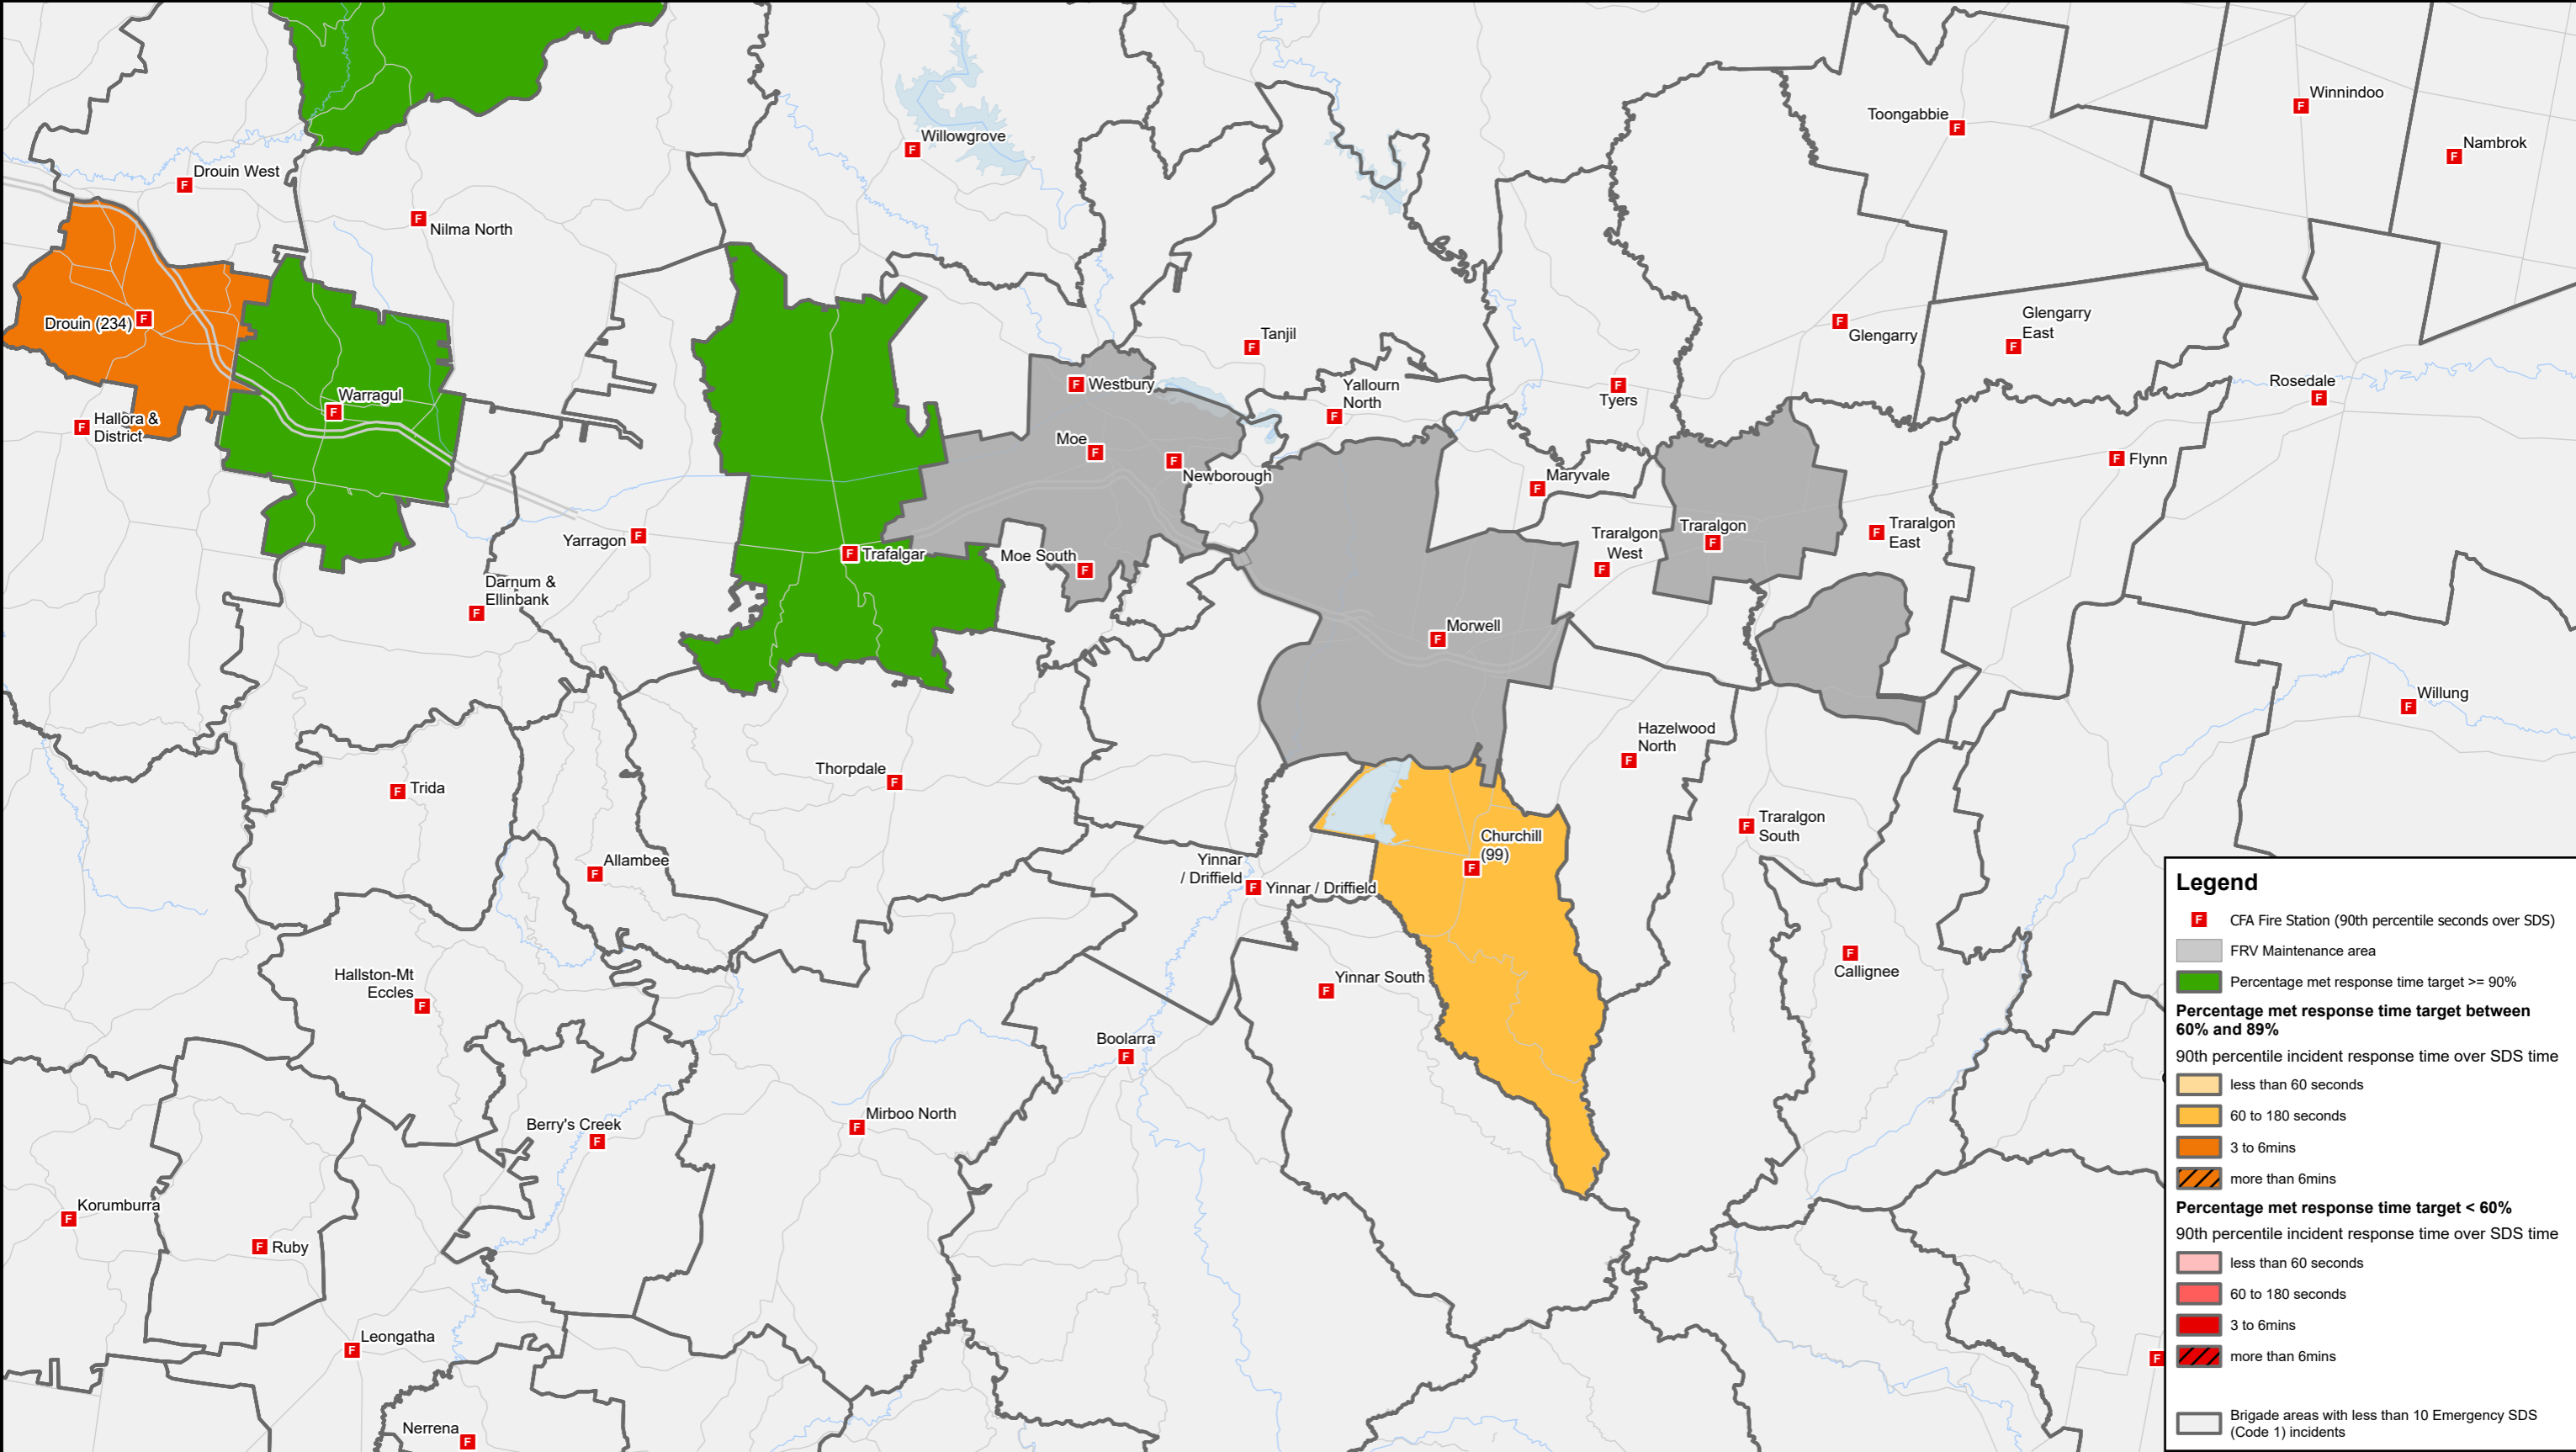 Winnindoo
Toongabbie
Willowgrove
Nambrok
Drouin West
Nilma North
Glengarry
East
Drouin (234)
Tanjil
Glengarry
Westbury
Yallourn
North
Rosedale
Warragul
Tyers
Hallora &
District
Moe
Flynn
Newborough
Maryvale
Traralgon
Traralgon
East
Traralgon
West
Yarragon
Trafalgar
Moe South
Darnum &
Ellinbank
Morwell
Willung
Hazelwood
North
Thorpdale
Trida
Traralgon
South
Churchill
(99)
Allambee
Yinnar
/ Driffield
Yinnar / Driffield
Hallston-Mt
Eccles
Yinnar South
Callignee
Boolarra
Mirboo North
Berry's Creek
Korumburra
Ruby
Leongatha
Nerrena
Legend
F CFA Fire Station (90th percentile seconds over SDS)
FRV Maintenance area
Percentage met response time target >= 90%
Percentage met response time target between
60% and 89%
90th percentile incident response time over SDS time
less than 60 seconds
60 to 180 seconds
3 to 6mins
more than 6mins
Percentage met response time target < 60%
90th percentile incident response time over SDS time
less than 60 seconds
60 to 180 seconds
3 to 6mins
more than 6mins
Brigade areas with less than 10 Emergency SDS
(Code 1) incidents